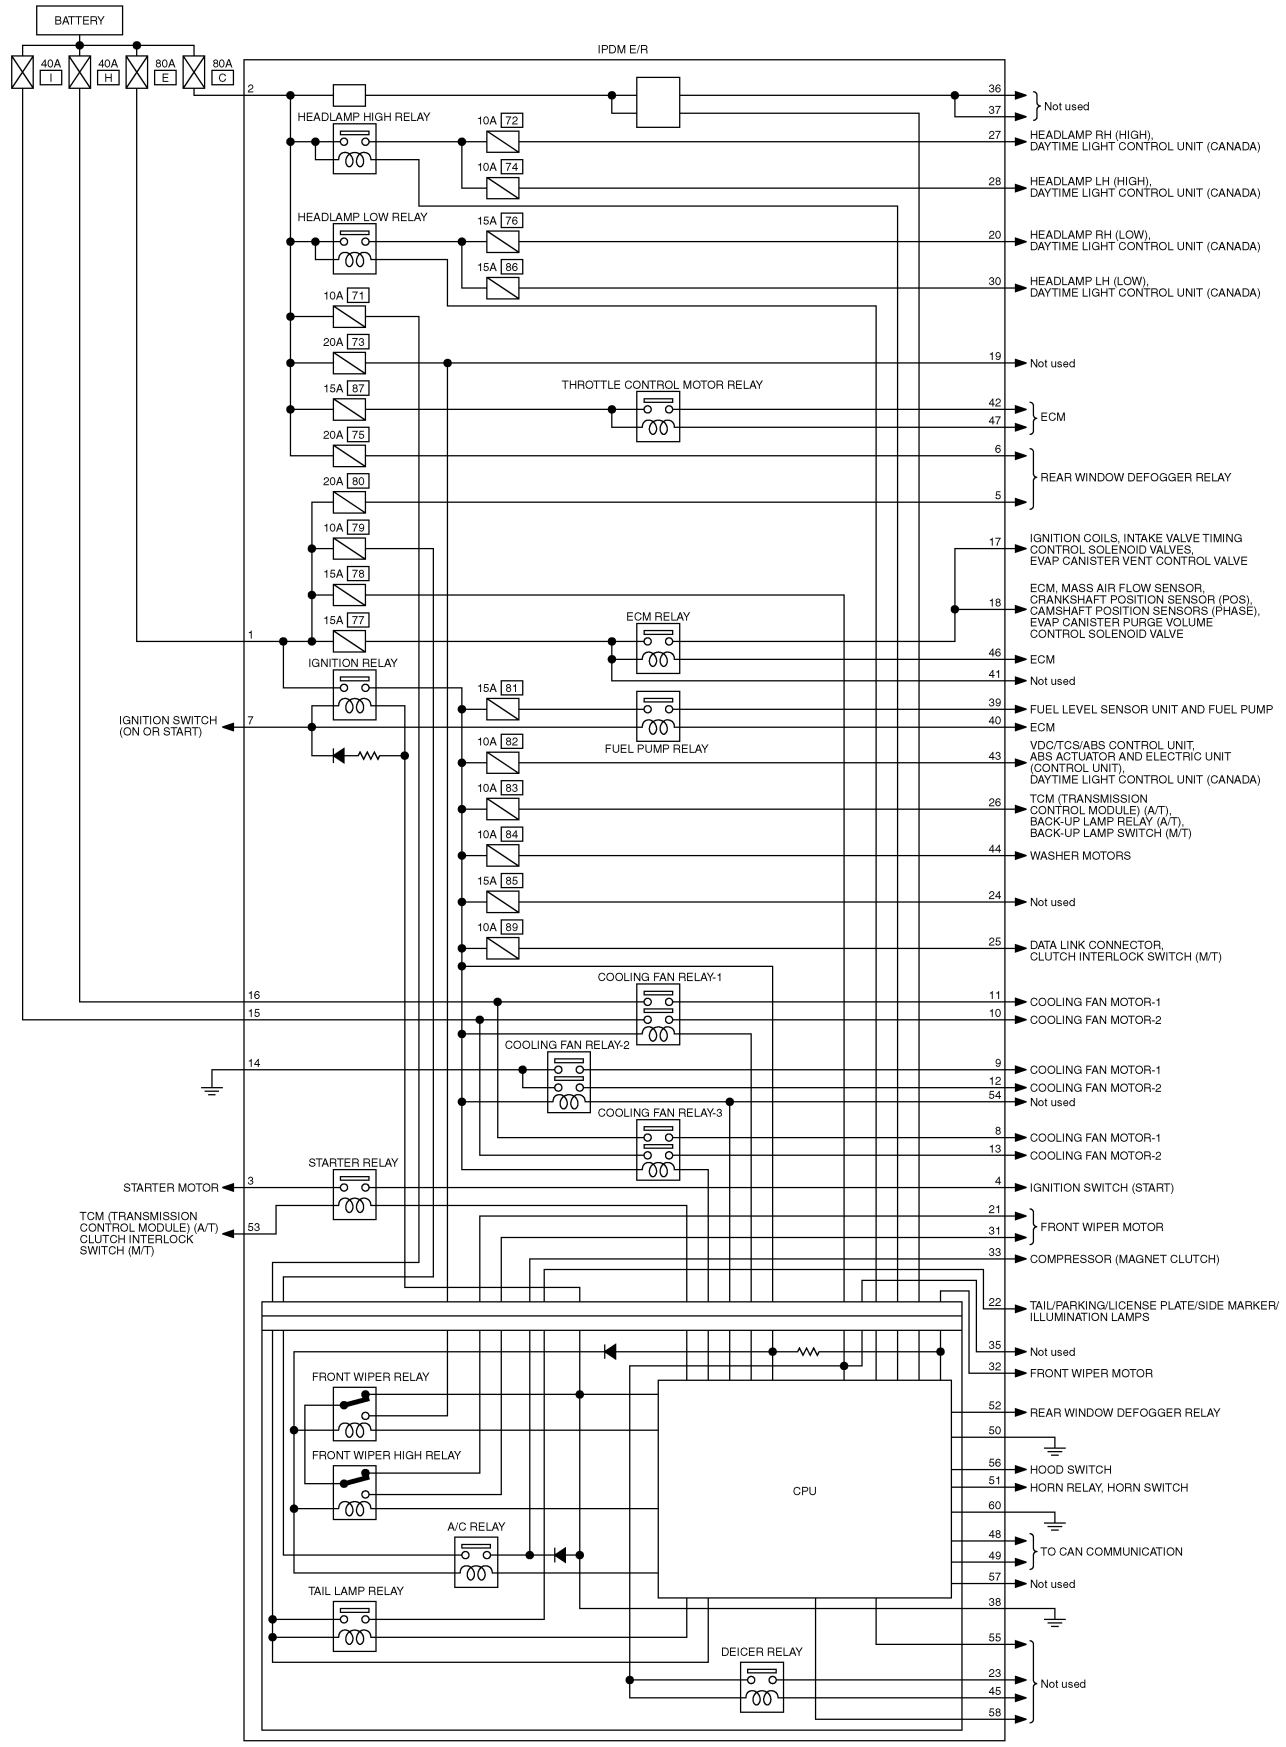 BATTERY
40A
I
40A
H
80A
E
80A
C
IPDM E/R
2
36
37
Not used
HEADLAMP HIGH RELAY
10A 72
27
HEADLAMP RH (HIGH),
DAYTIME LIGHT CONTROL UNIT (CANADA)
10A 74
28
HEADLAMP LH (HIGH),
DAYTIME LIGHT CONTROL UNIT (CANADA)
HEADLAMP LOW RELAY
15A 76
20
HEADLAMP RH (LOW),
DAYTIME LIGHT CONTROL UNIT (CANADA)
15A 86
30
HEADLAMP LH (LOW),
DAYTIME LIGHT CONTROL UNIT (CANADA)
10A 71
20A 73
19
Not used
15A 87
THROTTLE CONTROL MOTOR RELAY
42
47
ECM
20A 75
6
20A 80
5
REAR WINDOW DEFOGGER RELAY
10A 79
17
IGNITION COILS, INTAKE VALVE TIMING
CONTROL SOLENOID VALVES,
EVAP CANISTER VENT CONTROL VALVE
15A 78
18
ECM, MASS AIR FLOW SENSOR,
CRANKSHAFT POSITION SENSOR (POS),
CAMSHAFT POSITION SENSORS (PHASE),
EVAP CANISTER PURGE VOLUME
CONTROL SOLENOID VALVE
1
15A 77
ECM RELAY
46
ECM
41
Not used
IGNITION RELAY
15A 81
39
FUEL LEVEL SENSOR UNIT AND FUEL PUMP
IGNITION SWITCH
(ON OR START)
7
40
ECM
FUEL PUMP RELAY
10A 82
43
VDC/TCS/ABS CONTROL UNIT,
ABS ACTUATOR AND ELECTRIC UNIT
(CONTROL UNIT),
DAYTIME LIGHT CONTROL UNIT (CANADA)
10A 83
26
TCM (TRANSMISSION
CONTROL MODULE) (A/T),
BACK-UP LAMP RELAY (A/T),
BACK-UP LAMP SWITCH (M/T)
10A 84
44
WASHER MOTORS
15A 85
24
Not used
10A 89
25
DATA LINK CONNECTOR,
CLUTCH INTERLOCK SWITCH (M/T)
COOLING FAN RELAY-1
16
11
COOLING FAN MOTOR-1
15
10
COOLING FAN MOTOR-2
COOLING FAN RELAY-2
14
9
COOLING FAN MOTOR-1
12
COOLING FAN MOTOR-2
54
Not used
COOLING FAN RELAY-3
8
COOLING FAN MOTOR-1
13
COOLING FAN MOTOR-2
STARTER RELAY
STARTER MOTOR
3
4
IGNITION SWITCH (START)
TCM (TRANSMISSION
CONTROL MODULE) (A/T)
CLUTCH INTERLOCK
SWITCH (M/T)
53
21
31
FRONT WIPER MOTOR
33
COMPRESSOR (MAGNET CLUTCH)
22
TAIL/PARKING/LICENSE PLATE/SIDE MARKER/
ILLUMINATION LAMPS
35
Not used
32
FRONT WIPER MOTOR
FRONT WIPER RELAY
52
REAR WINDOW DEFOGGER RELAY
50
FRONT WIPER HIGH RELAY
56
HOOD SWITCH
51
HORN RELAY, HORN SWITCH
CPU
60
A/C RELAY
48
49
TO CAN COMMUNICATION
57
Not used
TAIL LAMP RELAY
38
55
DEICER RELAY
23
45
58
Not used